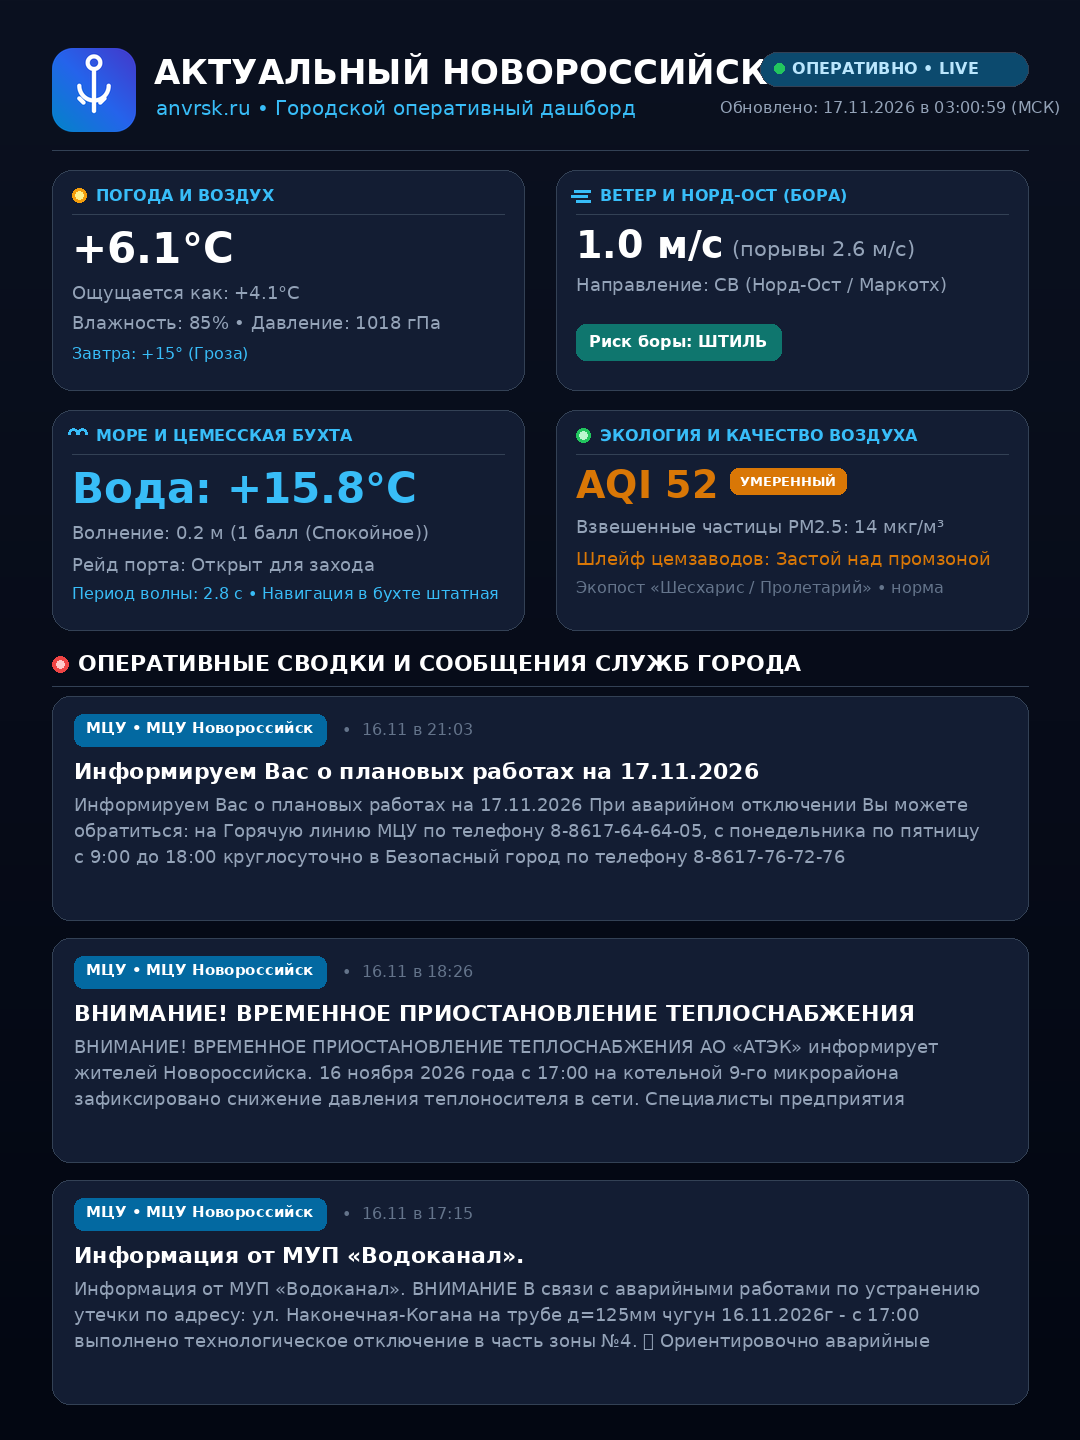 АКТУАЛЬНЫЙ НОВОРОССИЙСК
ОПЕРАТИВНО • LIVE
anvrsk.ru • Городской оперативный дашборд
Обновлено: 17.11.2026 в 03:00:59 (МСК)
ПОГОДА И ВОЗДУХ
+6.1°C
Ощущается как: +4.1°C
Влажность: 85% • Давление: 1018 гПа
Завтра: +15° (Гроза)
ВЕТЕР И НОРД-ОСТ (БОРА)
1.0 м/с (порывы 2.6 м/с)
Направление: СВ (Норд-Ост / Маркотх)
Риск боры: ШТИЛЬ
МОРЕ И ЦЕМЕССКАЯ БУХТА
Вода: +15.8°C
Волнение: 0.2 м (1 балл (Спокойное))
Рейд порта: Открыт для захода
Период волны: 2.8 с • Навигация в бухте штатная
ЭКОЛОГИЯ И КАЧЕСТВО ВОЗДУХА
AQI 52 УМЕРЕННЫЙ
Взвешенные частицы PM2.5: 14 мкг/м³
Шлейф цемзаводов: Застой над промзоной
Экопост «Шесхарис / Пролетарий» • норма
ОПЕРАТИВНЫЕ СВОДКИ И СООБЩЕНИЯ СЛУЖБ ГОРОДА
МЦУ • МЦУ Новороссийск • 16.11 в 21:03
Информируем Вас о плановых работах на 17.11.2026
Информируем Вас о плановых работах на 17.11.2026 При аварийном отключении Вы можете
обратиться: на Горячую линию МЦУ по телефону 8-8617-64-64-05, с понедельника по пятницу
с 9:00 до 18:00 круглосуточно в Безопасный город по телефону 8-8617-76-72-76
МЦУ • МЦУ Новороссийск • 16.11 в 18:26
ВНИМАНИЕ! ВРЕМЕННОЕ ПРИОСТАНОВЛЕНИЕ ТЕПЛОСНАБЖЕНИЯ
ВНИМАНИЕ! ВРЕМЕННОЕ ПРИОСТАНОВЛЕНИЕ ТЕПЛОСНАБЖЕНИЯ АО «АТЭК» информирует
жителей Новороссийска. 16 ноября 2026 года с 17:00 на котельной 9-го микрорайона
зафиксировано снижение давления теплоносителя в сети. Специалисты предприятия
МЦУ • МЦУ Новороссийск • 16.11 в 17:15
Информация от МУП «Водоканал».
Информация от МУП «Водоканал». ВНИМАНИЕ В связи с аварийными работами по устранению
утечки по адресу: ул. Наконечная-Когана на трубе д=125мм чугун 16.11.2026г - с 17:00
выполнено технологическое отключение в часть зоны №4. Ориентировочно аварийные